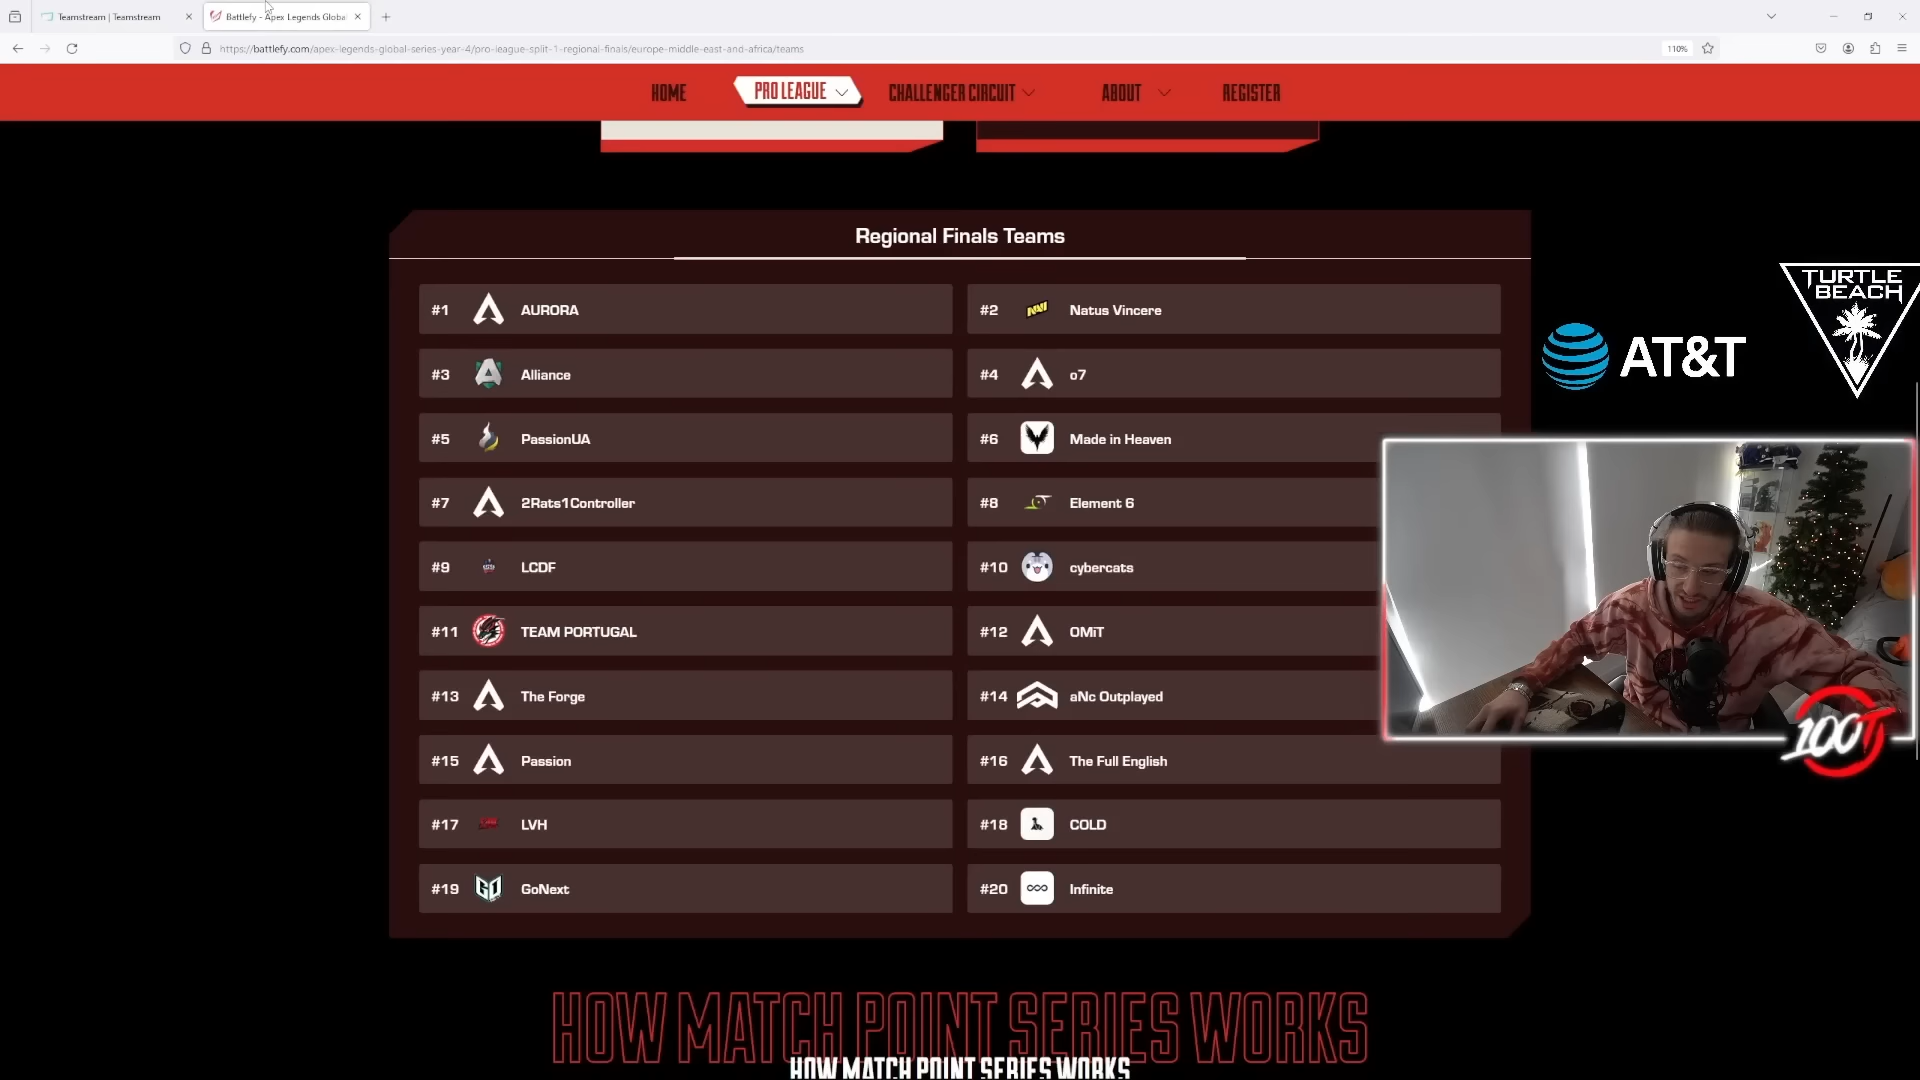 Teamstream | Teamstream
Battlefy - Apex Legends Global
https://battlefy.com/apex-legends-global-series-year-4/pro-league-split-1-regional-finals/europe-middle-east-and-africa/teams
110%
HOME
PRO LEAGUE
CHALLENGER CIRCUIT
ABOUT
REGISTER
Regional Finals Teams
#1 AURORA
#2 NAVI Natus Vincere
#3 Alliance
#4 o7
#5 PassionUA
#6 Made in Heaven
#7 2Rats1Controller
#8 Element 6
#9 LCDF
#10 cybercats
#11 TEAM PORTUGAL
#12 OMiT
#13 The Forge
#14 aNc Outplayed
#15 Passion
#16 The Full English
#17 LVH
#18 COLD
#19 GoNext
#20 Infinite
TURTLE
BEACH
AT&T
100T
HOW MATCH POINT SERIES WORKS
HOW MATCH POINT SERIES WORKS